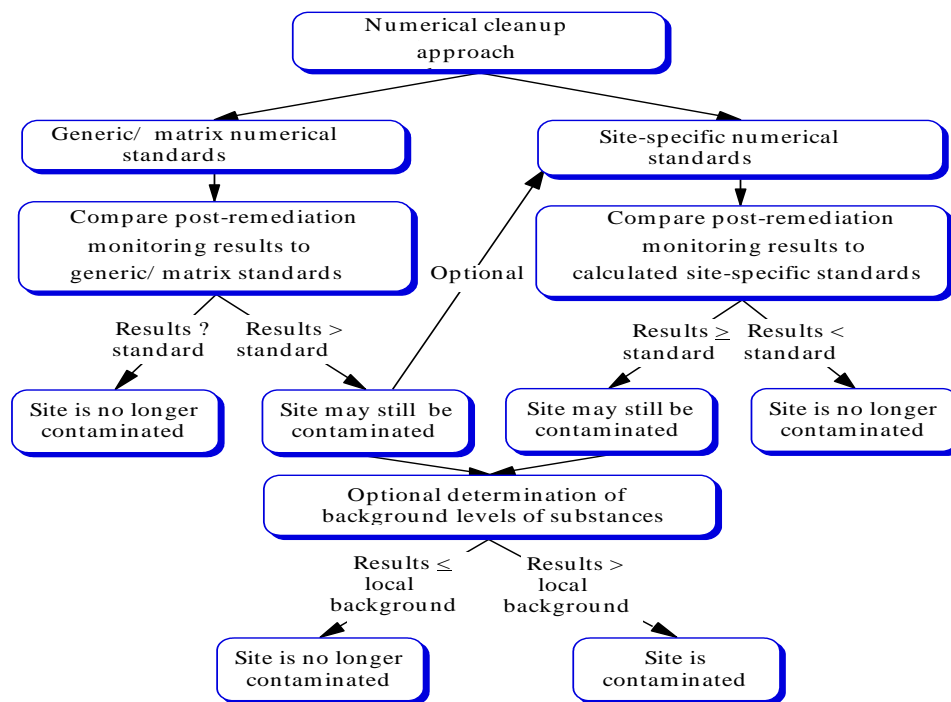 Numerical cleanup
approach
Generic/ matrix numerical
standards
Site-specific numerical
standards
Compare post-remediation
monitoring results to
generic/ matrix standards
Compare post-remediation
monitoring results to
calculated site-specific standards
Optional
Results ?
standard
Results >
standard
Results ≥
standard
Results <
standard
Site is no longer
contaminated
Site may still be
contaminated
Site may still be
contaminated
Site is no longer
contaminated
Optional determination of
background levels of substances
Results ≤
local
background
Results >
local
background
Site is no longer
contaminated
Site is
contaminated